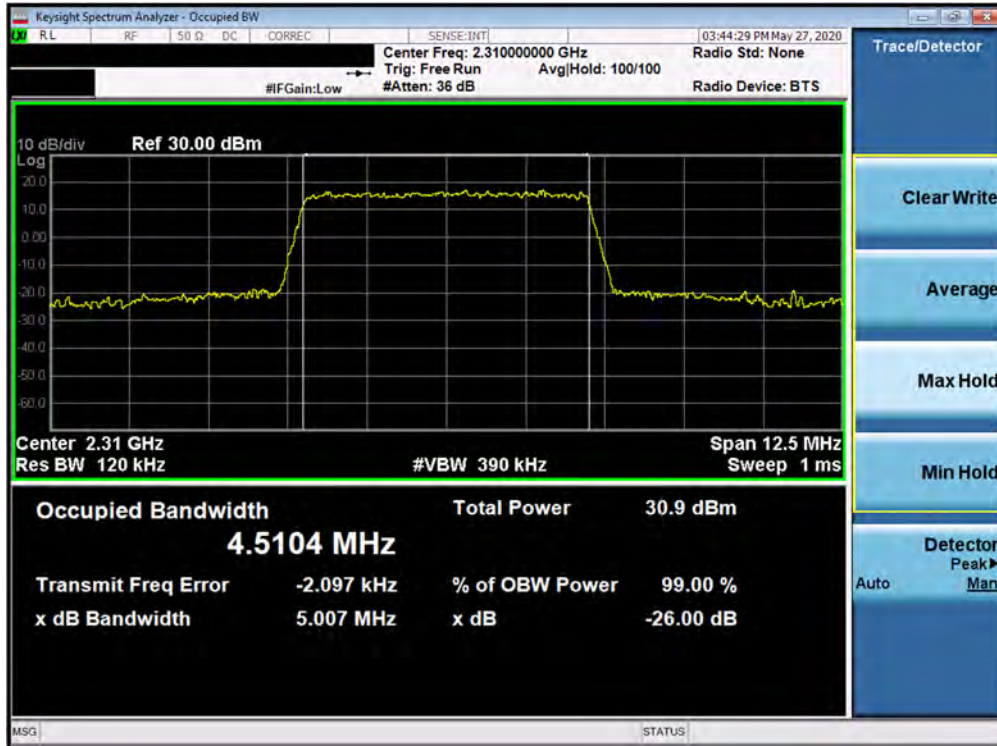 Keysight Spectrum Analyzer - Occupied BW
LXI RL RF 50 Ω DC CORREC SENSE:INT 03:44:29 PM May 27, 2020
Center Freq: 2.310000000 GHz Radio Std: None
Trig: Free Run Avg|Hold: 100/100
#IFGain:Low #Atten: 36 dB Radio Device: BTS
10 dB/div Ref 30.00 dBm
Log
20.0
10.0
0.00
-10.0
-20.0
-30.0
-40.0
-50.0
-60.0
Center 2.31 GHz Span 12.5 MHz
Res BW 120 kHz #VBW 390 kHz Sweep 1 ms
Occupied Bandwidth Total Power 30.9 dBm
4.5104 MHz
Transmit Freq Error -2.097 kHz % of OBW Power 99.00 %
x dB Bandwidth 5.007 MHz x dB -26.00 dB
MSG STATUS
Trace/Detector
Clear Write
Average
Max Hold
Min Hold
Detector
Peak▶
Auto Man